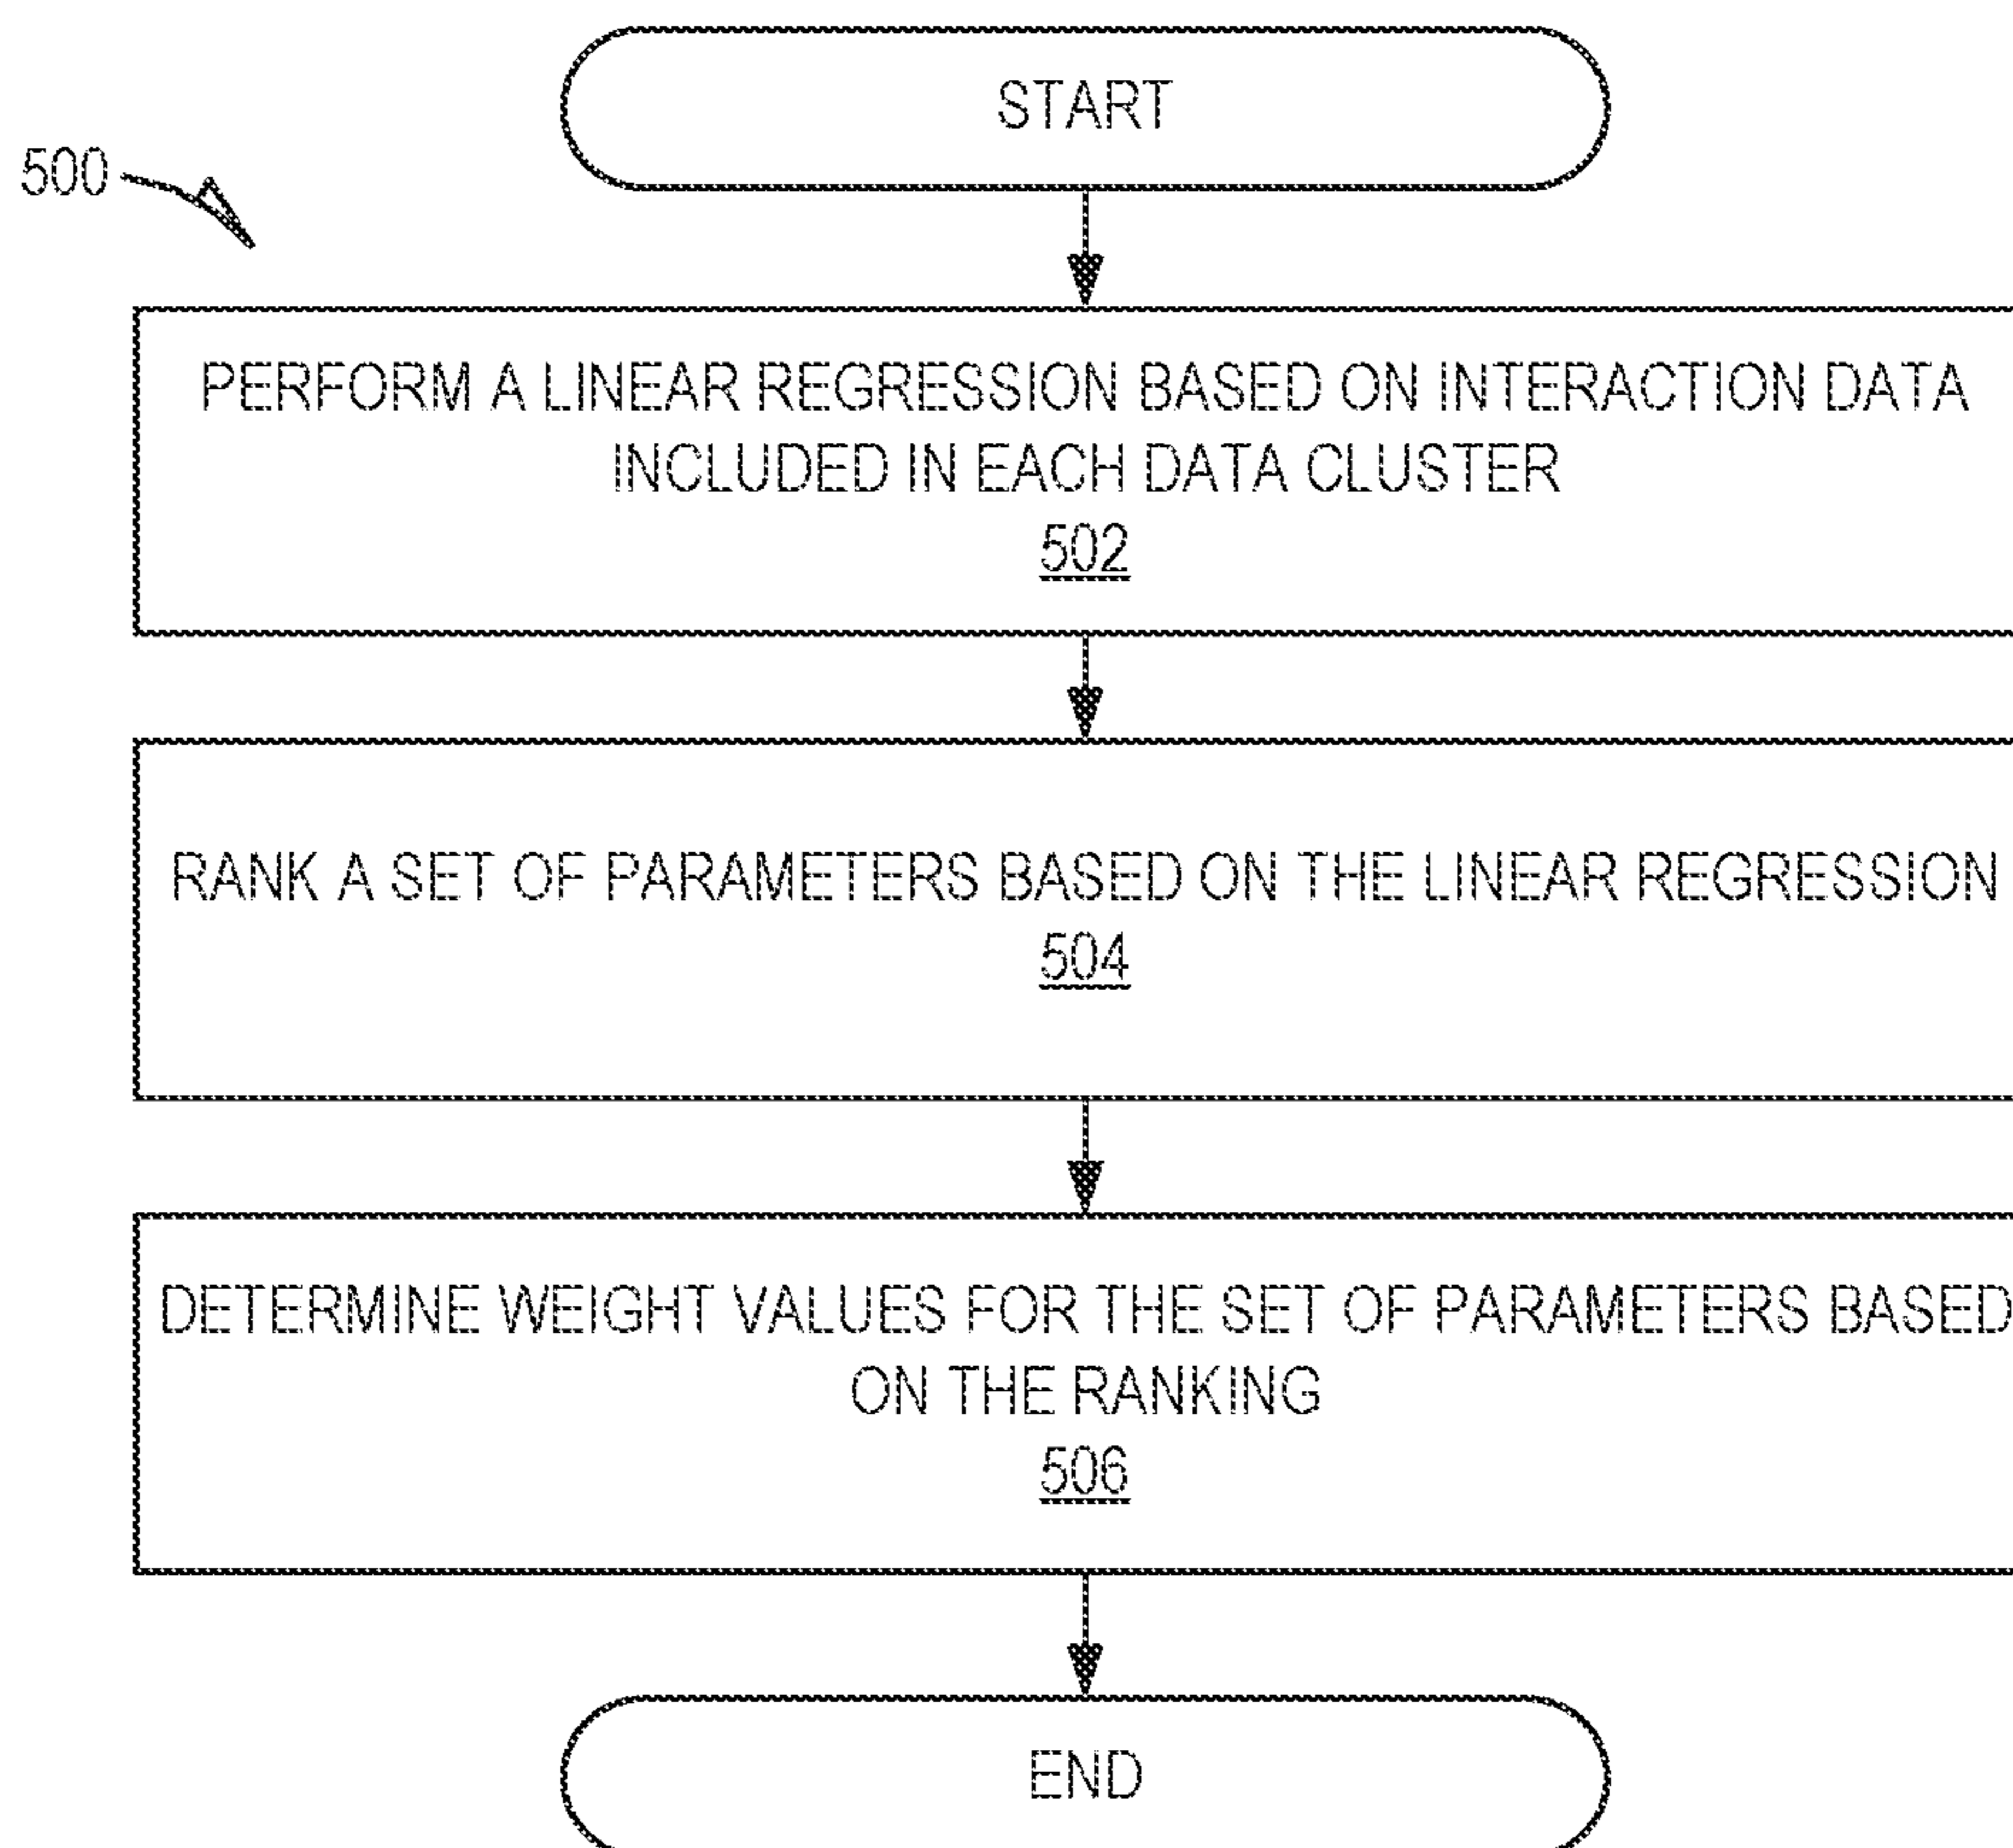 START
500
PERFORM A LINEAR REGRESSION BASED ON INTERACTION DATA
INCLUDED IN EACH DATA CLUSTER
502
RANK A SET OF PARAMETERS BASED ON THE LINEAR REGRESSION
504
DETERMINE WEIGHT VALUES FOR THE SET OF PARAMETERS BASED
ON THE RANKING
506
END